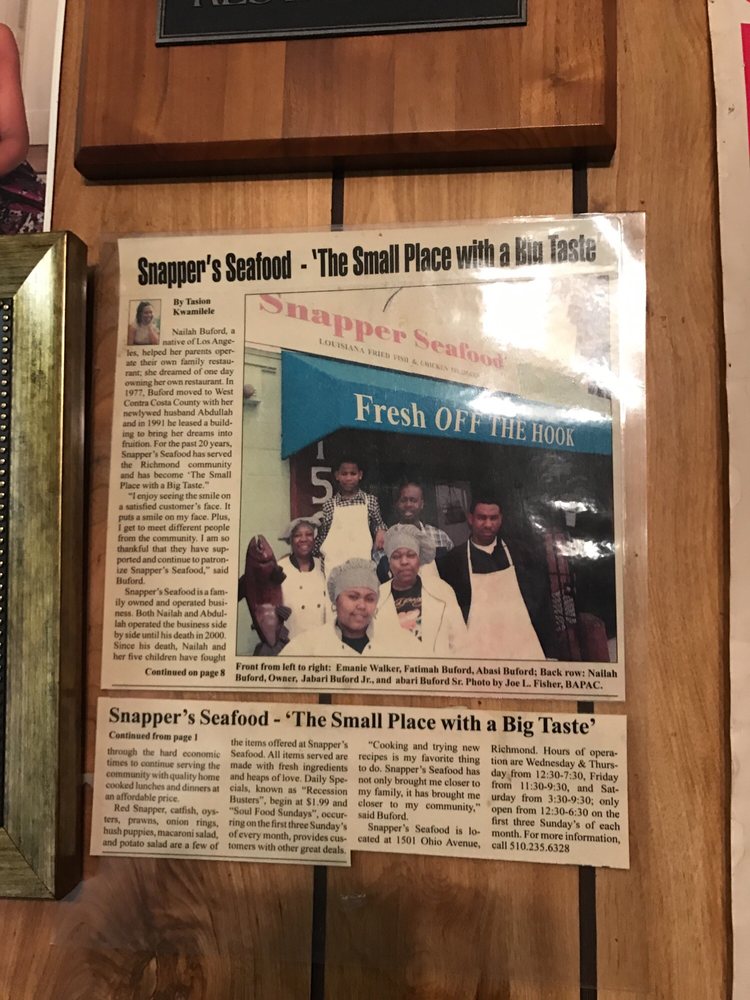 Snapper's Seafood - 'The Small Place with a Big Taste
By Tasion
Kwamilele
Nailah Buford, a
native of Los Ange-
les, helped her parents oper-
ate their own family restau-
rant; she dreamed of one day
owning her own restaurant. In
1977, Buford moved to West
Contra Costa County with her
newlywed husband Abdullah
and in 1991 he leased a build-
ing to bring her dreams into
fruition. For the past 20 years,
Snapper's Seafood has served
the Richmond community
and has become 'The Small
Place with a Big Taste."
"I enjoy seeing the smile on
a satisfied customer's face. It
puts a smile on my face. Plus,
I get to meet different people
from the community. I am so
thankful that they have sup-
ported and continue to patron-
ize Snapper's Seafood," said
Buford.
Snapper's Seafood is a fam-
ily owned and operated busi-
ness. Both Nailah and Abdul-
lah operated the business side
by side until his death in 2000.
Since his death, Nailah and
her five children have fought
Continued on page 8
Snapper Seafood
LOUISIANA FRIED FISH & CHICKEN
Fresh OFF THE HOOK
15
Front from left to right: Emanie Walker, Fatimah Buford, Abasi Buford; Back row: Nailah
Buford, Owner, Jabari Buford Jr., and abari Buford Sr. Photo by Joe L. Fisher, BAPAC.
Snapper's Seafood - 'The Small Place with a Big Taste'
Continued from page 1
through the hard economic
times to continue serving the
community with quality home
cooked lunches and dinners at
an affordable price.
Red Snapper, catfish, oys-
ters, prawns, onion rings,
hush puppies, macaroni salad,
and potato salad are a few of
the items offered at Snapper's
Seafood. All items served are
made with fresh ingredients
and heaps of love. Daily Spe-
cials, known as "Recession
Busters", begin at $1.99 and
"Soul Food Sundays", occur-
ring on the first three Sunday's
of every month, provides cus-
tomers with other great deals.
"Cooking and trying new
recipes is my favorite thing
to do. Snapper's Seafood has
not only brought me closer to
my family, it has brought me
closer to my community,"
said Buford.
Snapper's Seafood is lo-
cated at 1501 Ohio Avenue,
Richmond. Hours of opera-
tion are Wednesday & Thurs-
day from 12:30-7:30, Friday
from 11:30-9:30, and Sat-
urday from 3:30-9:30; only
open from 12:30-6:30 on the
first three Sunday's of each
month. For more information,
call 510.235.6328